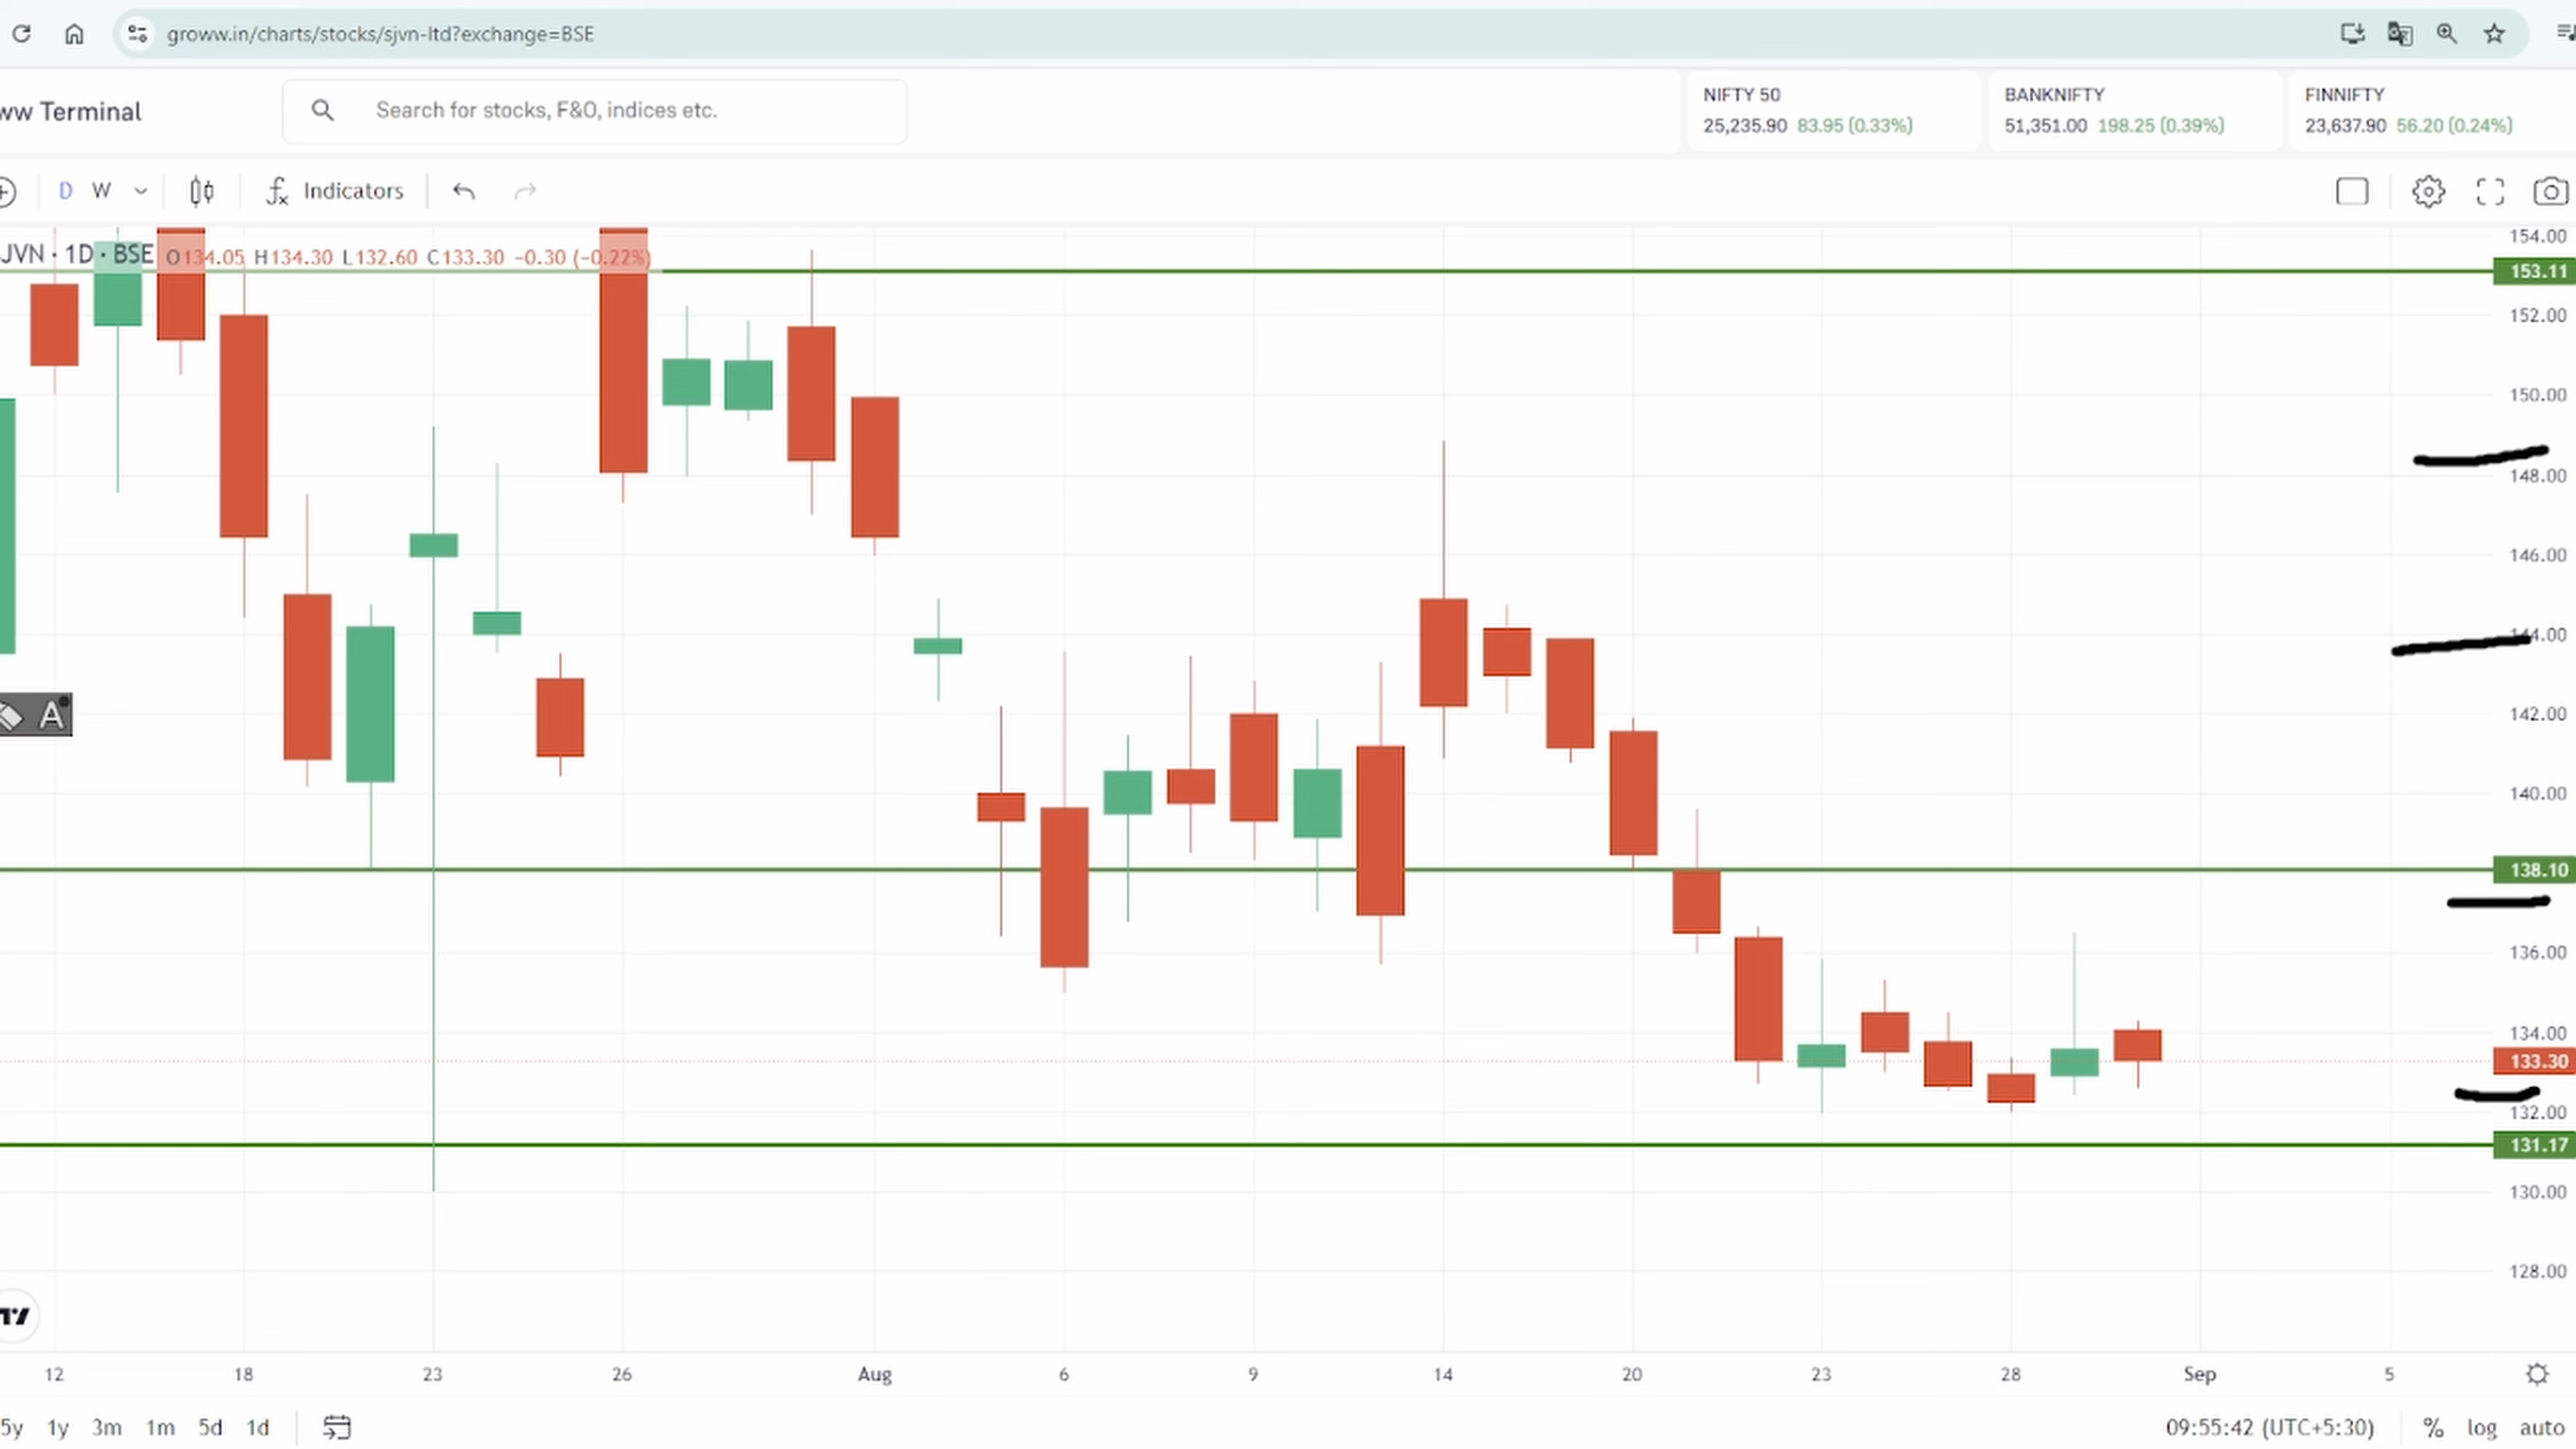 groww.in/charts/stocks/sjvn-ltd?exchange=BSE
ww Terminal
Search for stocks, F&O, indices etc.
NIFTY 50
25,235.90 83.95 (0.33%)
BANKNIFTY
51,351.00 198.25 (0.39%)
FINNIFTY
23,637.90 56.20 (0.24%)
D W Indicators
JVN · 1D · BSE O134.05 H134.30 L132.60 C133.30 −0.30 (−0.22%)
154.00
153.11
152.00
150.00
148.00
146.00
144.00
A
142.00
140.00
138.10
136.00
134.00
133.30
132.00
131.17
130.00
128.00
12 18 23 26 Aug 6 9 14 20 23 28 Sep 5
5y 1y 3m 1m 5d 1d 09:55:42 (UTC+5:30) % log auto